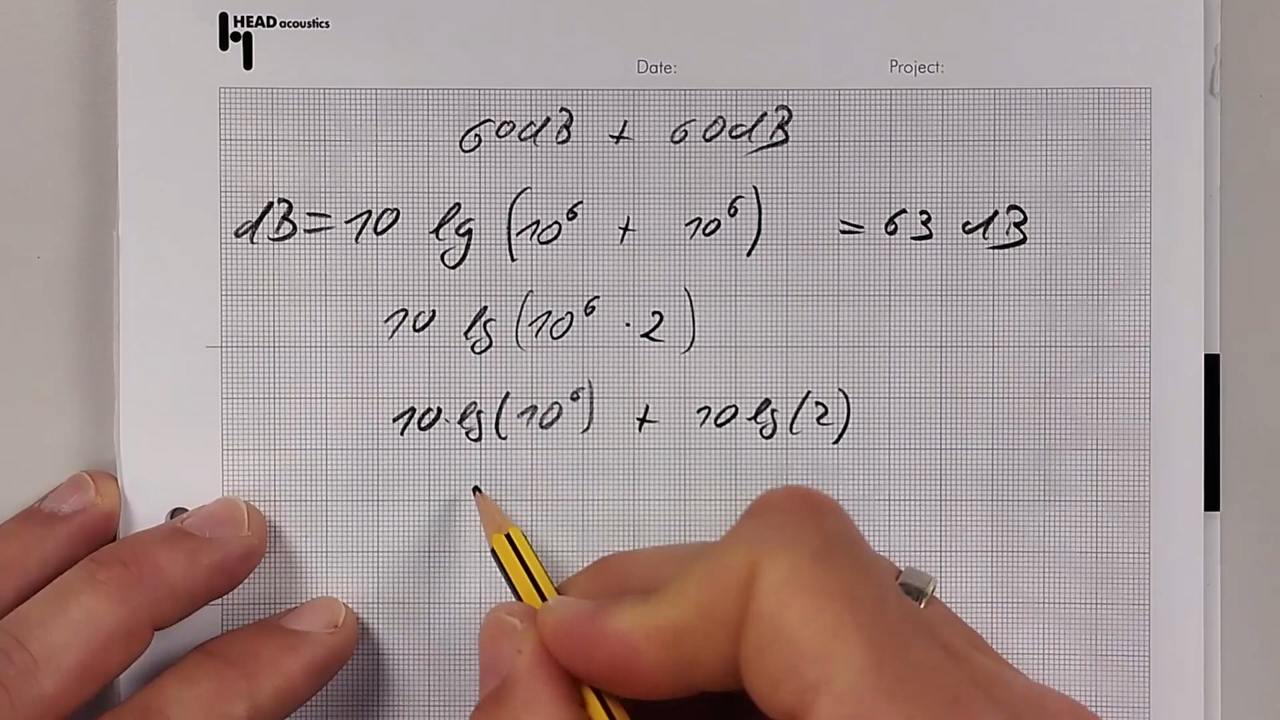 HEAD acoustics
Date: Project:
60dB + 60dB
dB = 10 lg (10⁶ + 10⁶) = 63 dB
10 lg (10⁶ · 2)
10 · lg (10⁶) + 10 lg (2)